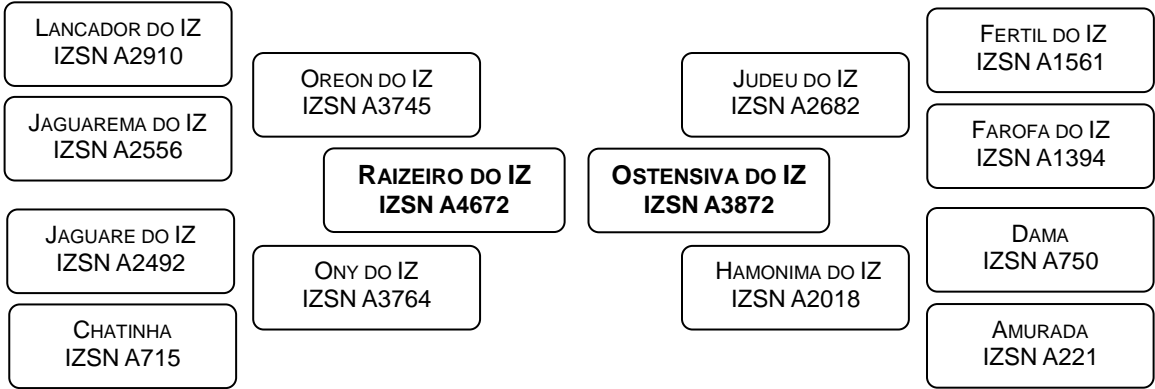 LANCADOR DO IZ
IZSN A2910
JAGUAREMA DO IZ
IZSN A2556
JAGUARE DO IZ
IZSN A2492
CHATINHA
IZSN A715
OREON DO IZ
IZSN A3745
ONY DO IZ
IZSN A3764
RAIZEIRO DO IZ
IZSN A4672
OSTENSIVA DO IZ
IZSN A3872
JUDEU DO IZ
IZSN A2682
HAMONIMA DO IZ
IZSN A2018
FERTIL DO IZ
IZSN A1561
FAROFA DO IZ
IZSN A1394
DAMA
IZSN A750
AMURADA
IZSN A221